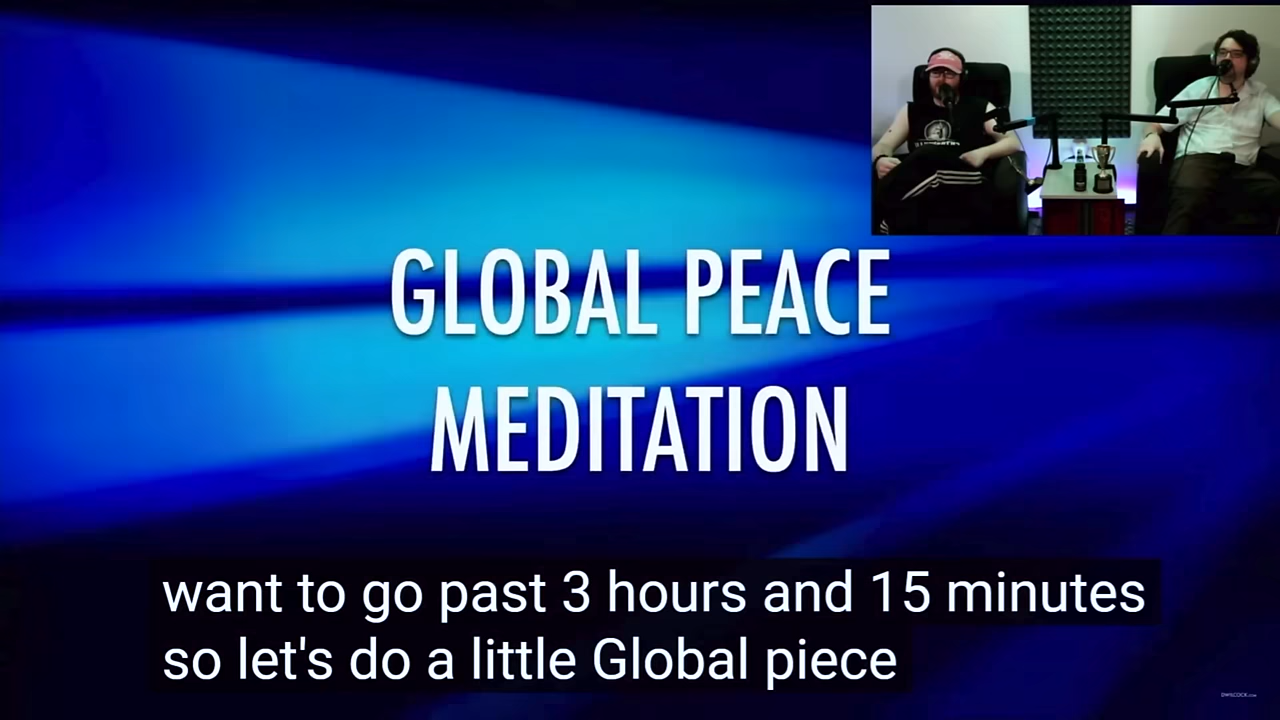 GLOBAL PEACE
MEDITATION
want to go past 3 hours and 15 minutes
so let's do a little Global piece